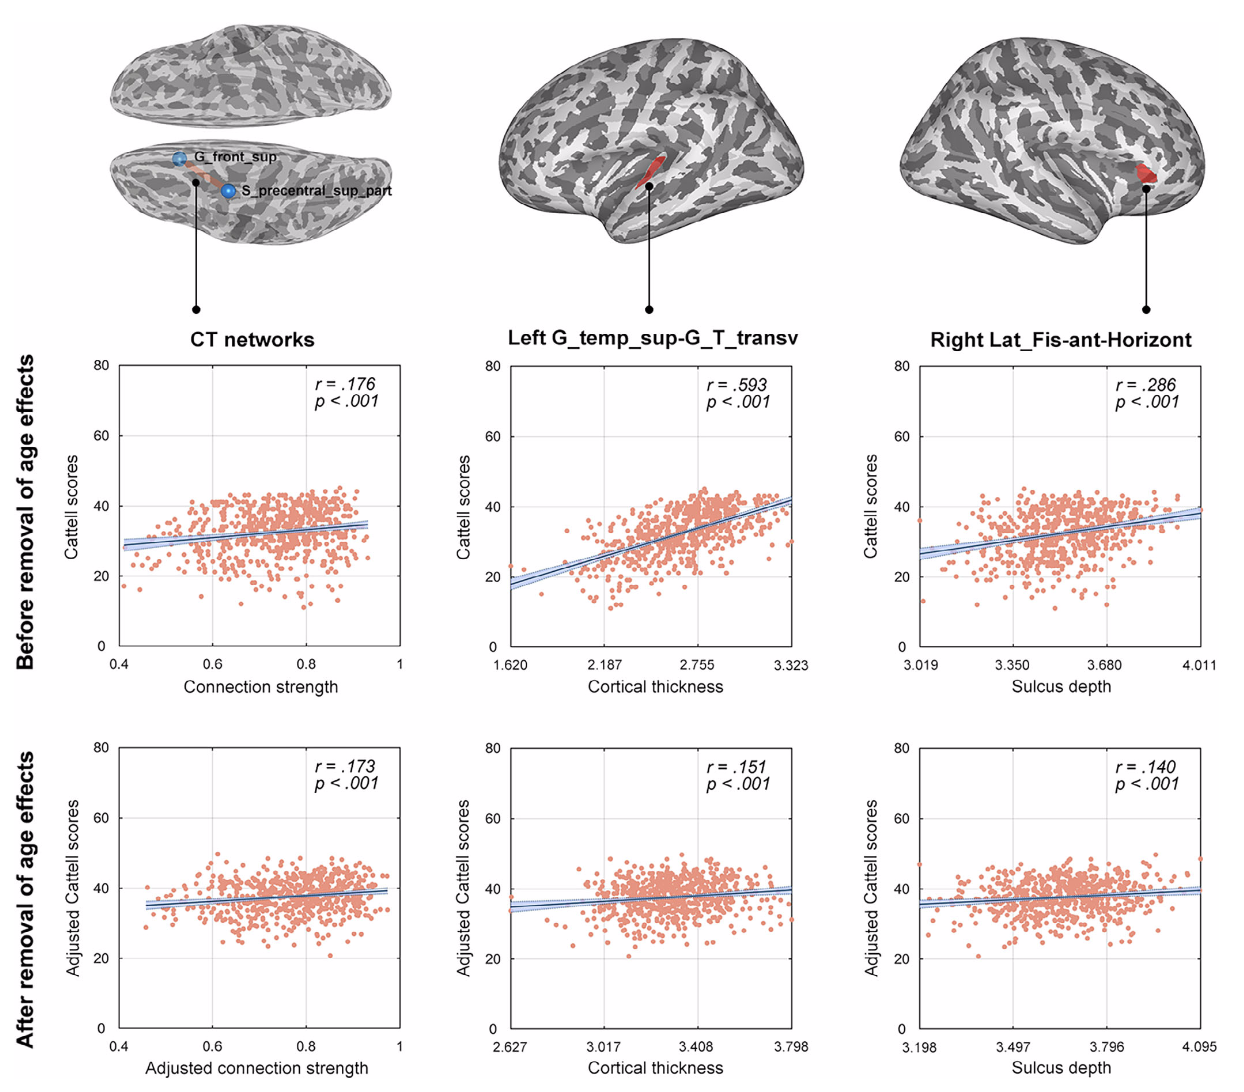 G_front_sup
S_precentral_sup_part
CT networks
Left G_temp_sup-G_T_transv
Right Lat_Fis-ant-Horizont
Before removal of age effects
Cattell scores
80
60
40
20
0
r = .176
p < .001
0.4 0.6 0.8 1
Connection strength
Cattell scores
80
60
40
20
0
r = .593
p < .001
1.620 2.187 2.755 3.323
Cortical thickness
Cattell scores
80
60
40
20
0
r = .286
p < .001
3.019 3.350 3.680 4.011
Sulcus depth
After removal of age effects
Adjusted Cattell scores
80
60
40
20
0
r = .173
p < .001
0.4 0.6 0.8 1
Adjusted connection strength
Adjusted Cattell scores
80
60
40
20
0
r = .151
p < .001
2.627 3.017 3.408 3.798
Cortical thickness
Adjusted Cattell scores
80
60
40
20
0
r = .140
p < .001
3.198 3.497 3.796 4.095
Sulcus depth